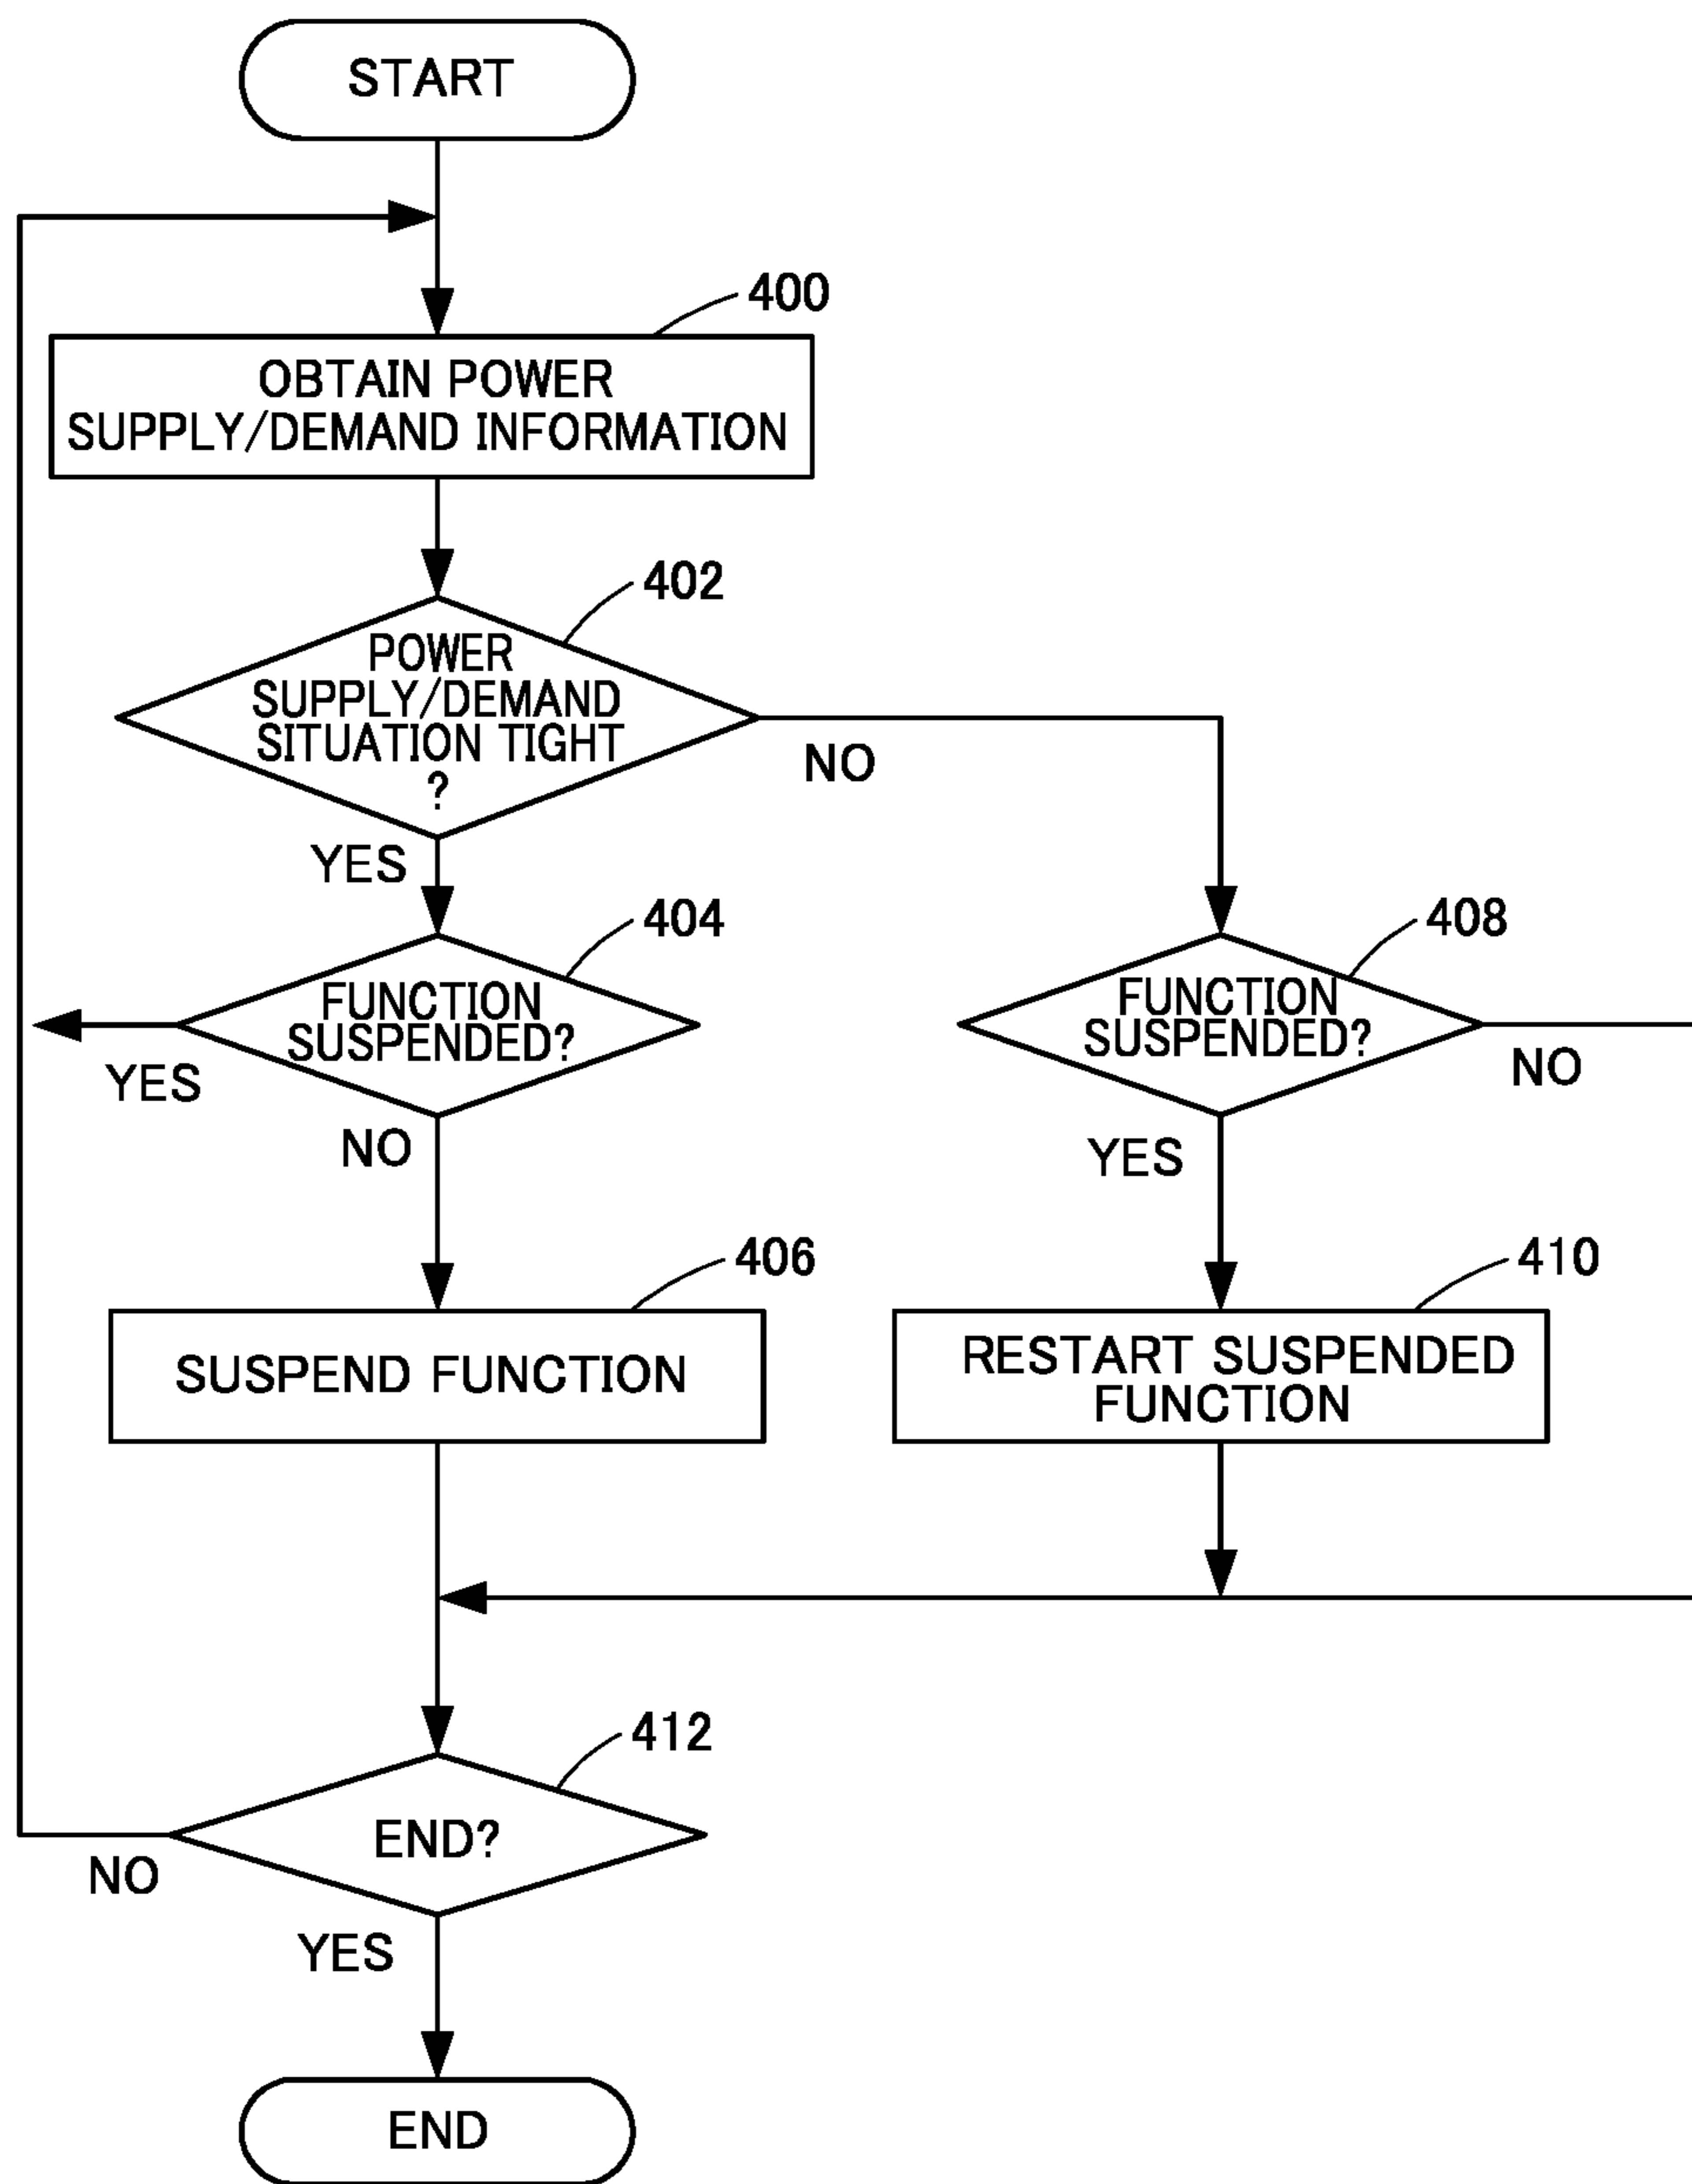 START
400
OBTAIN POWER
SUPPLY/DEMAND INFORMATION
402
POWER
SUPPLY/DEMAND
SITUATION TIGHT
?
NO
YES
404
FUNCTION
SUSPENDED?
YES
NO
408
FUNCTION
SUSPENDED?
NO
YES
406
SUSPEND FUNCTION
410
RESTART SUSPENDED
FUNCTION
412
END?
NO
YES
END